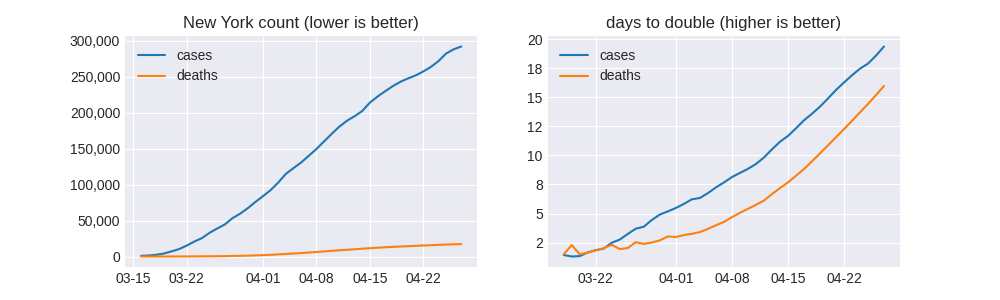 New York count (lower is better)
300,000
250,000
200,000
150,000
100,000
50,000
0
cases
deaths
03-15 03-22 04-01 04-08 04-15 04-22
days to double (higher is better)
20
18
15
12
10
8
5
2
cases
deaths
03-22 04-01 04-08 04-15 04-22